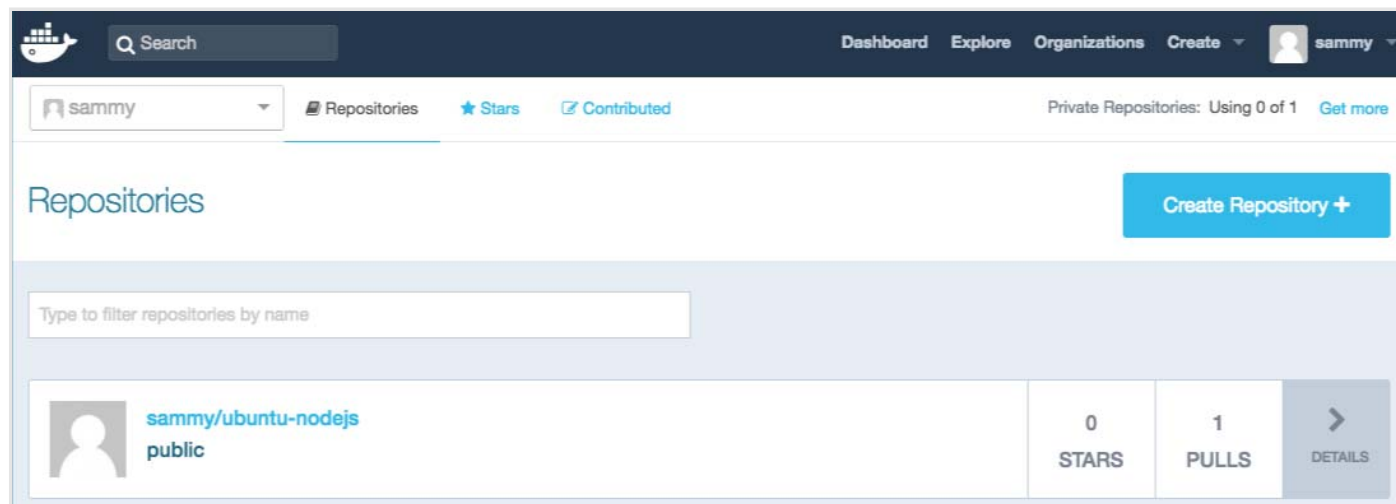 Search Dashboard Explore Organizations Create sammy
sammy Repositories Stars Contributed Private Repositories: Using 0 of 1 Get more
Repositories Create Repository +
Type to filter repositories by name
sammy/ubuntu-nodejs
public
0 STARS
1 PULLS
DETAILS